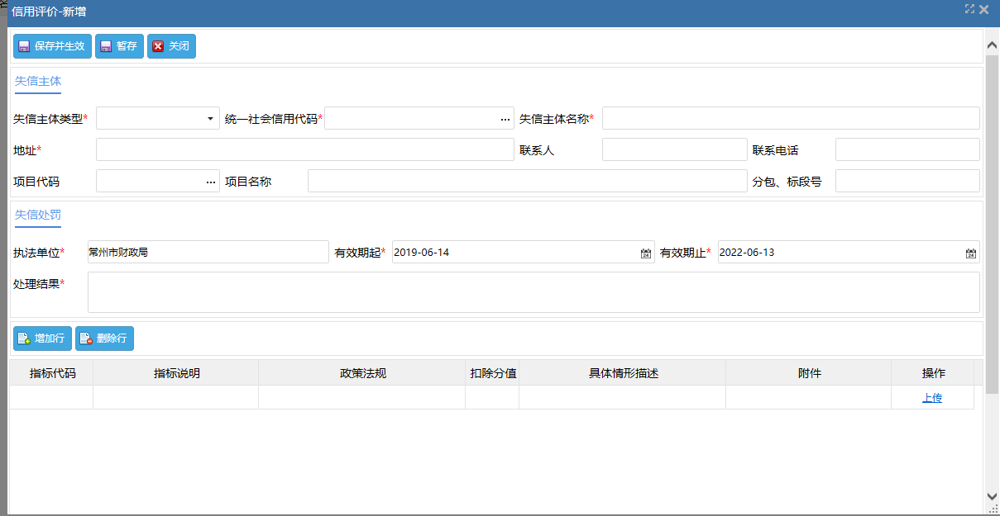 信用评价-新增
保存并生效 暂存 关闭
失信主体
失信主体类型* 统一社会信用代码* ... 失信主体名称*
地址* 联系人 联系电话
项目代码 ... 项目名称 分包、标段号
失信处罚
执法单位* 常州市财政局 有效期起* 2019-06-14 有效期止* 2022-06-13
处理结果*
增加行 删除行
指标代码 指标说明 政策法规 扣除分值 具体情形描述 附件 操作
上传